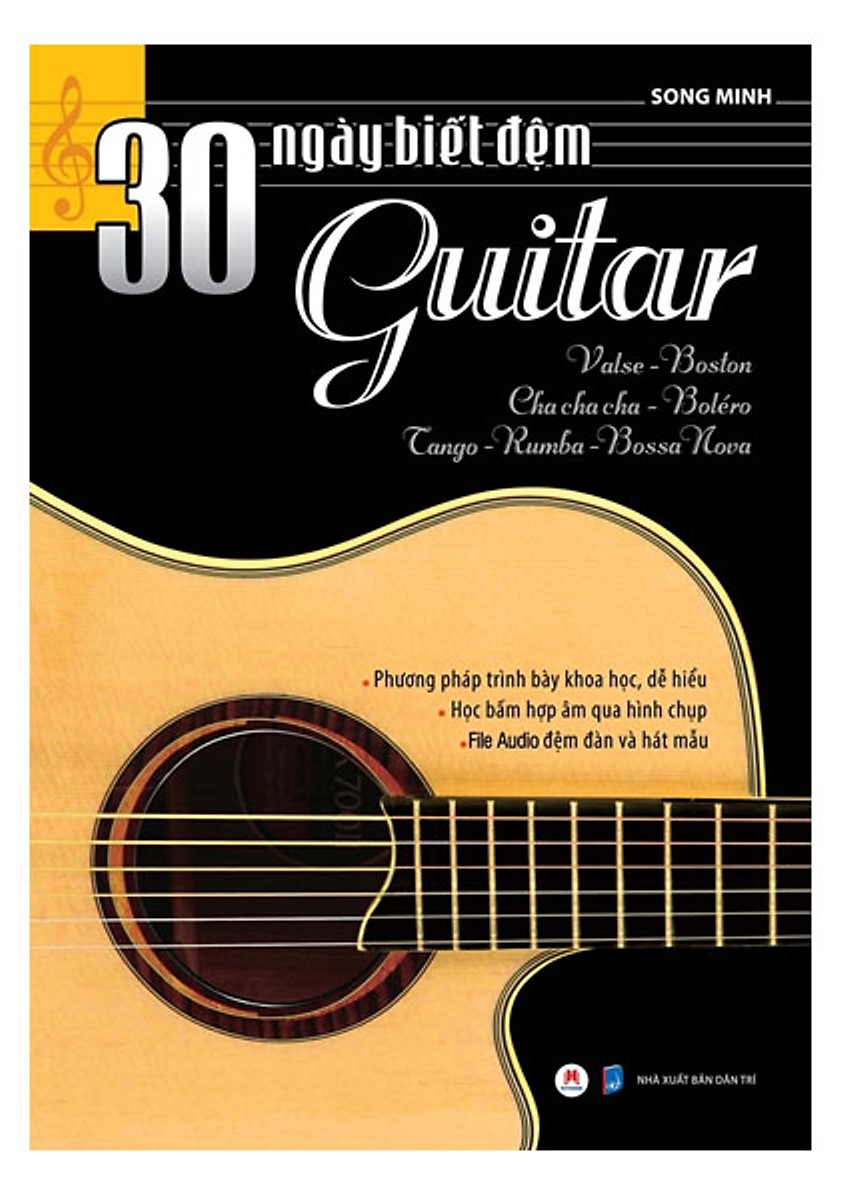 SONG MINH
30 ngày biết đệm
Guitar
Valse - Boston
Cha cha cha - Boléro
Tango - Rumba - Bossa Nova
• Phương pháp trình bày khoa học, dễ hiểu
• Học bấm hợp âm qua hình chụp
• File Audio đệm đàn và hát mẫu
NHÀ XUẤT BẢN DÂN TRÍ